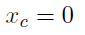 x_c = 0